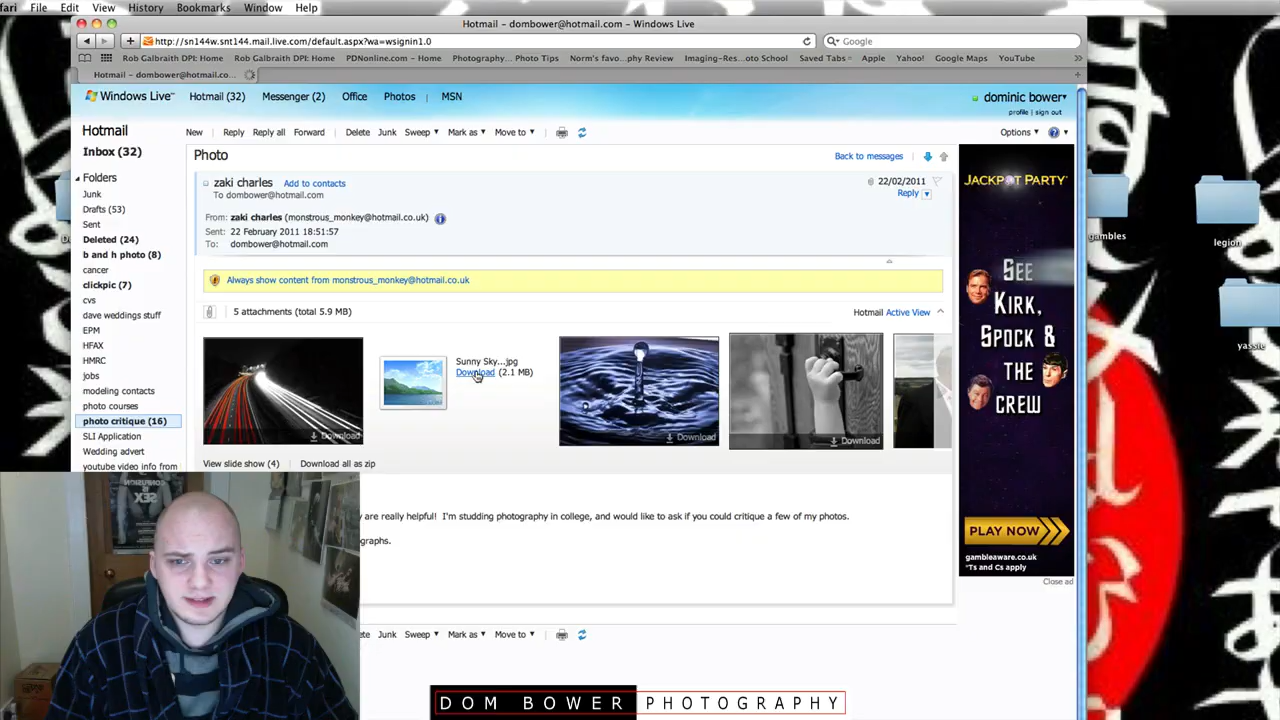 fari File Edit View History Bookmarks Window Help
Hotmail - dombower@hotmail.com - Windows Live
http://sn144w.snt144.mail.live.com/default.aspx?wa=wsignin1.0
Google
Rob Galbraith DPI: Home Rob Galbraith DPI: Home PDNonline.com - Home Photography... Photo Tips Norm's favo...phy Review Imaging-Res...oto School Saved Tabs Apple Yahoo! Google Maps YouTube
Hotmail - dombower@hotmail.co...
Windows Live™ Hotmail (32) Messenger (2) Office Photos | MSN
dominic bower
profile | sign out
Hotmail
New Reply Reply all Forward Delete Junk Sweep Mark as Move to Options
Inbox (32)
Folders
Junk
Drafts (53)
Sent
Deleted (24)
b and h photo (8)
cancer
clickpic (7)
cvs
dave weddings stuff
EPM
HFAX
HMRC
jobs
modeling contacts
photo courses
photo critique (16)
SLI Application
Wedding advert
youtube video info from
Photo
Back to messages
zaki charles Add to contacts
22/02/2011
To dombower@hotmail.com
Reply
From: zaki charles (monstrous_monkey@hotmail.co.uk)
Sent: 22 February 2011 18:51:57
To: dombower@hotmail.com
Always show content from monstrous_monkey@hotmail.co.uk
5 attachments (total 5.9 MB)
Hotmail Active View
Sunny Sky...jpg
Download (2.1 MB)
Download
Download
Download
View slide show (4) Download all as zip
y are really helpful! I'm studding photography in college, and would like to ask if you could critique a few of my photos.
graphs.
Junk Sweep Mark as Move to
JACKPOT PARTY
SEE
KIRK,
SPOCK &
THE
CREW
PLAY NOW
gambleaware.co.uk
*Ts and Cs apply
Close ad
gambles
legion
yassie
DOM BOWER PHOTOGRAPHY